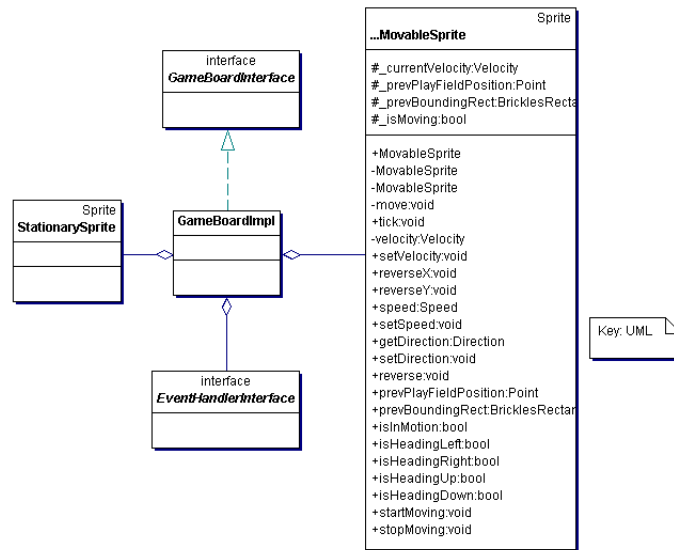 interface
GameBoardInterface
Sprite
StationarySprite
GameBoardImpl
interface
EventHandlerInterface
Sprite
...MovableSprite
#_currentVelocity:Velocity
#_prevPlayFieldPosition:Point
#_prevBoundingRect:BricklesRecta
#_isMoving:bool
+MovableSprite
-MovableSprite
-MovableSprite
-move:void
+tick:void
-velocity:Velocity
+setVelocity:void
+reverseX:void
+reverseY:void
+speed:Speed
+setSpeed:void
+getDirection:Direction
+setDirection:void
+reverse:void
+prevPlayFieldPosition:Point
+prevBoundingRect:BricklesRectan
+isInMotion:bool
+isHeadingLeft:bool
+isHeadingRight:bool
+isHeadingUp:bool
+isHeadingDown:bool
+startMoving:void
+stopMoving:void
Key: UML